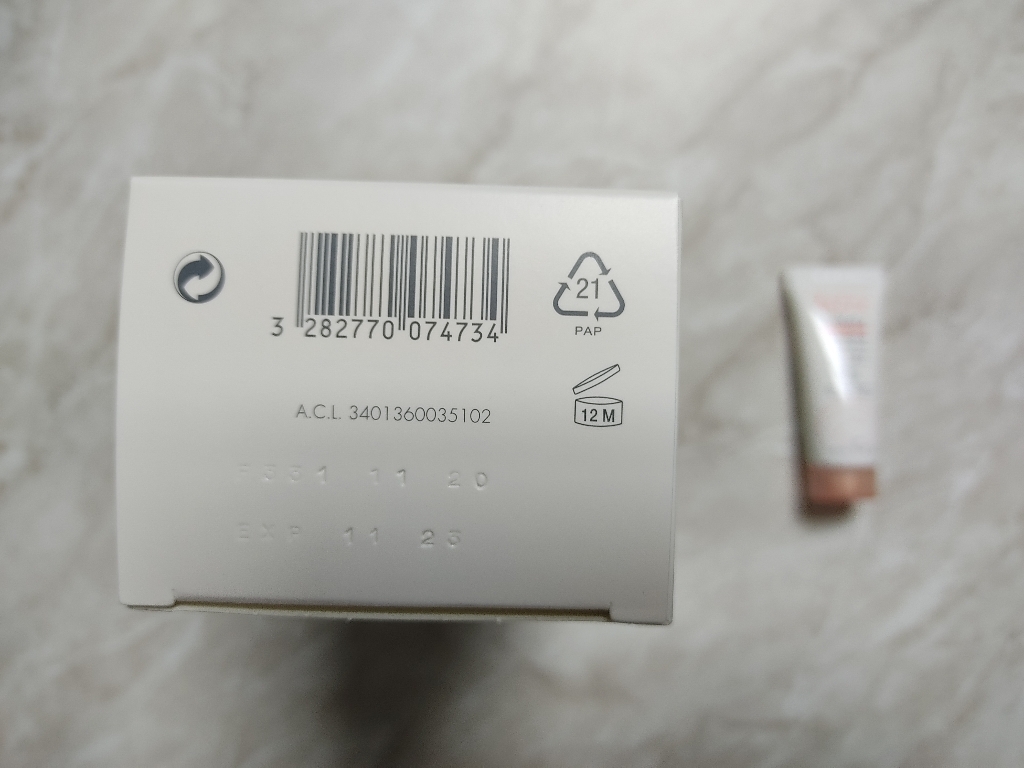 3 282770 074734
21
PAP
A.C.L. 3401360035102
12 M
11 20
EXP 11 23